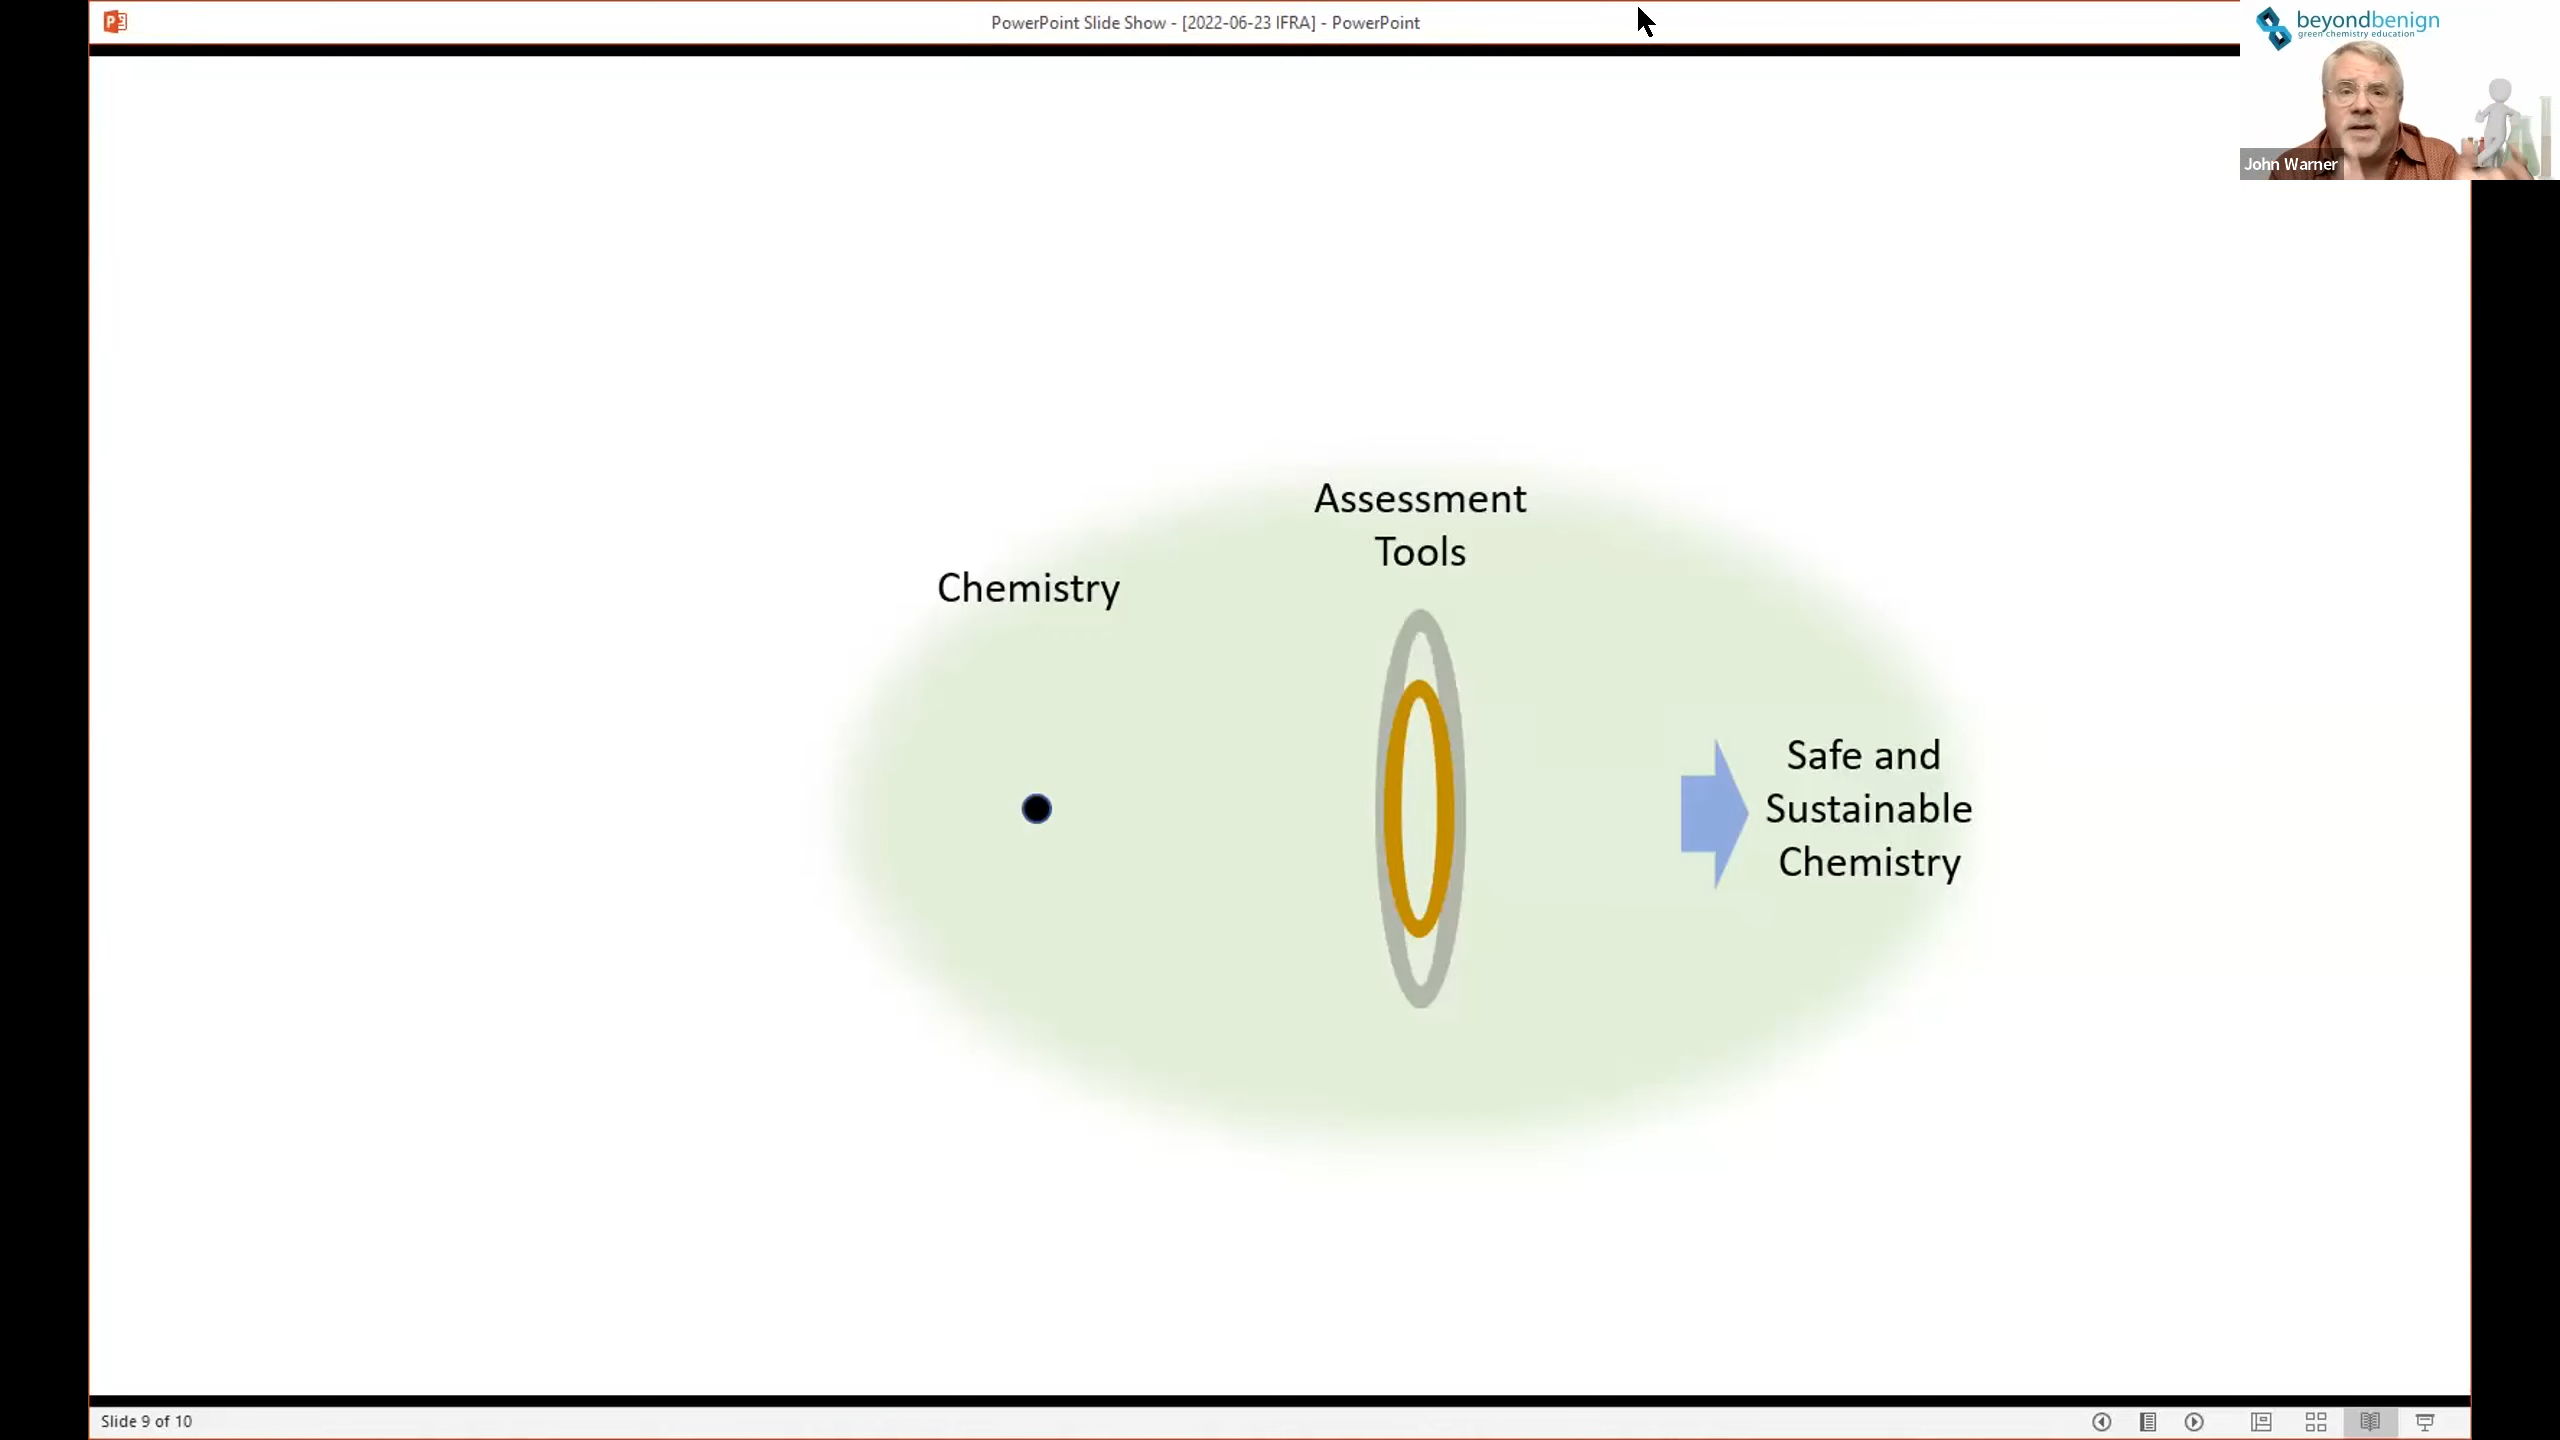 PowerPoint Slide Show - [2022-06-23 IFRA] - PowerPoint
beyondbenign
green chemistry education
John Warner
Assessment
Tools
Chemistry
Safe and
Sustainable
Chemistry
Slide 9 of 10